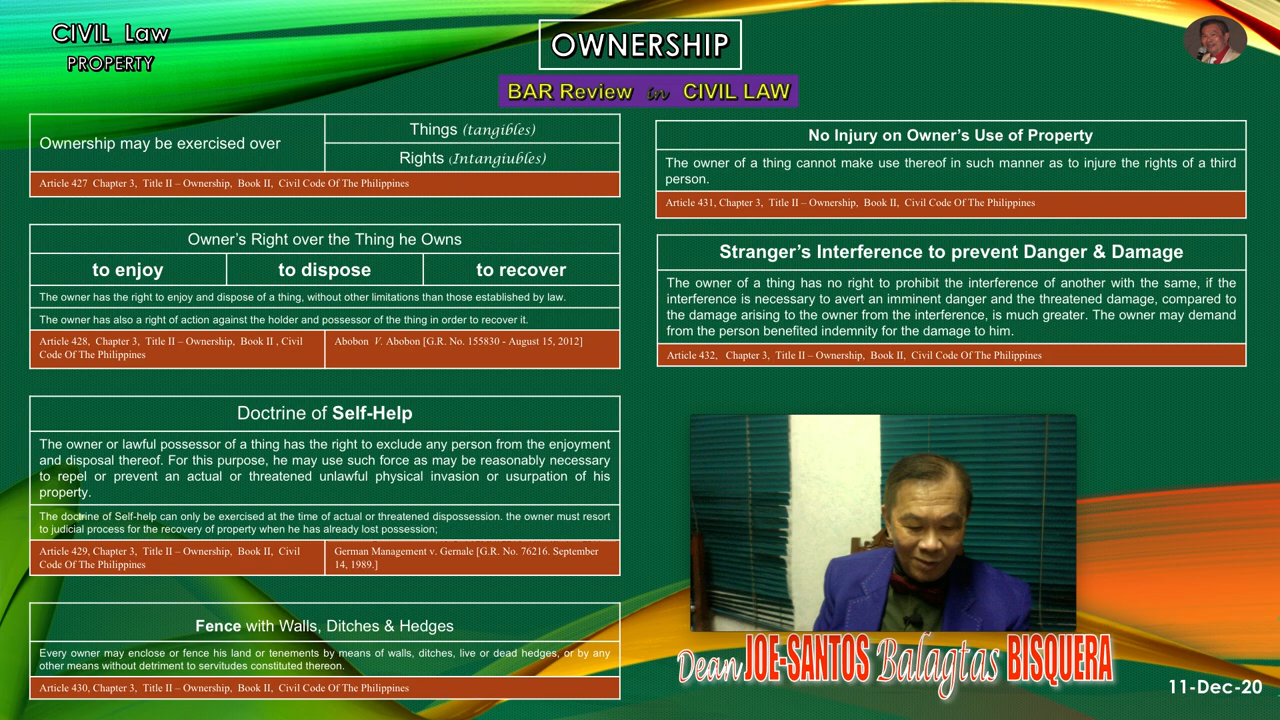 CIVIL Law
PROPERTY
OWNERSHIP
BAR Review in CIVIL LAW
Ownership may be exercised over
Things (tangibles)
Rights (Intangiubles)
Article 427 Chapter 3, Title II – Ownership, Book II, Civil Code Of The Philippines
Owner's Right over the Thing he Owns
to enjoy
to dispose
to recover
The owner has the right to enjoy and dispose of a thing, without other limitations than those established by law.
The owner has also a right of action against the holder and possessor of the thing in order to recover it.
Article 428, Chapter 3, Title II – Ownership, Book II , Civil
Code Of The Philippines
Abobon V. Abobon [G.R. No. 155830 - August 15, 2012]
Doctrine of Self-Help
The owner or lawful possessor of a thing has the right to exclude any person from the enjoyment
and disposal thereof. For this purpose, he may use such force as may be reasonably necessary
to repel or prevent an actual or threatened unlawful physical invasion or usurpation of his
property.
The doctrine of Self-help can only be exercised at the time of actual or threatened dispossession. the owner must resort
to judicial process for the recovery of property when he has already lost possession;
Article 429, Chapter 3, Title II – Ownership, Book II, Civil
Code Of The Philippines
German Management v. Gernale [G.R. No. 76216. September
14, 1989.]
Fence with Walls, Ditches & Hedges
Every owner may enclose or fence his land or tenements by means of walls, ditches, live or dead hedges, or by any
other means without detriment to servitudes constituted thereon.
Article 430, Chapter 3, Title II – Ownership, Book II, Civil Code Of The Philippines
No Injury on Owner's Use of Property
The owner of a thing cannot make use thereof in such manner as to injure the rights of a third
person.
Article 431, Chapter 3, Title II – Ownership, Book II, Civil Code Of The Philippines
Stranger's Interference to prevent Danger & Damage
The owner of a thing has no right to prohibit the interference of another with the same, if the
interference is necessary to avert an imminent danger and the threatened damage, compared to
the damage arising to the owner from the interference, is much greater. The owner may demand
from the person benefited indemnity for the damage to him.
Article 432, Chapter 3, Title II – Ownership, Book II, Civil Code Of The Philippines
Dean JOE-SANTOS Balagtas BISQUERA
11-Dec-20